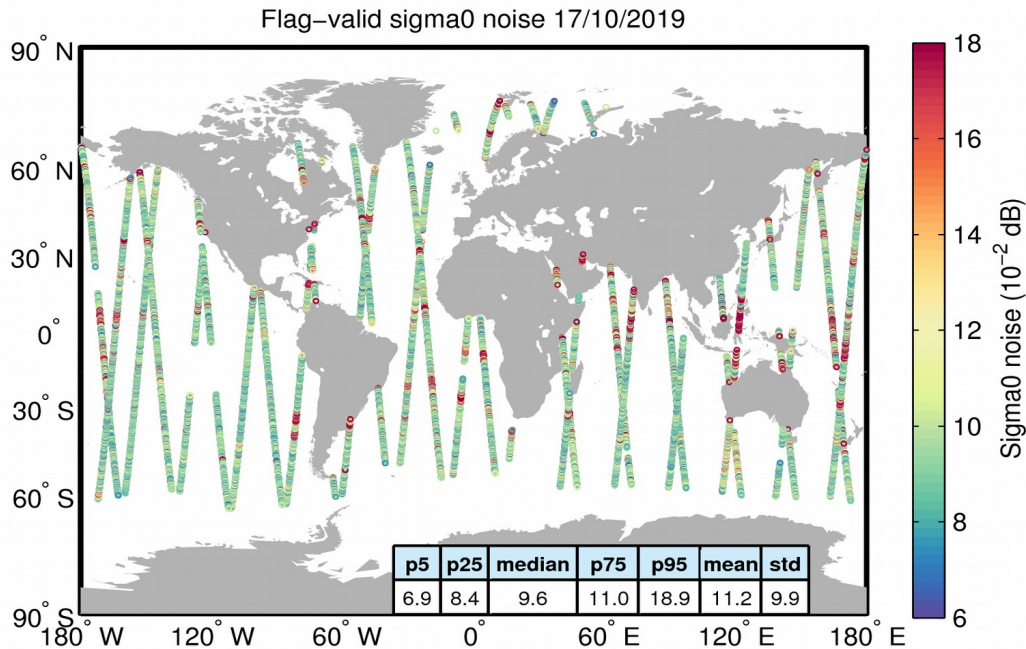 Flag−valid sigma0 noise 17/10/2019
90° N
60° N
30° N
0°
30° S
60° S
90° S
180° W
120° W
60° W
0°
60° E
120° E
180° E
p5 p25 median p75 p95 mean std
6.9 8.4 9.6 11.0 18.9 11.2 9.9
18
16
14
12
10
8
6
Sigma0 noise (10⁻² dB)